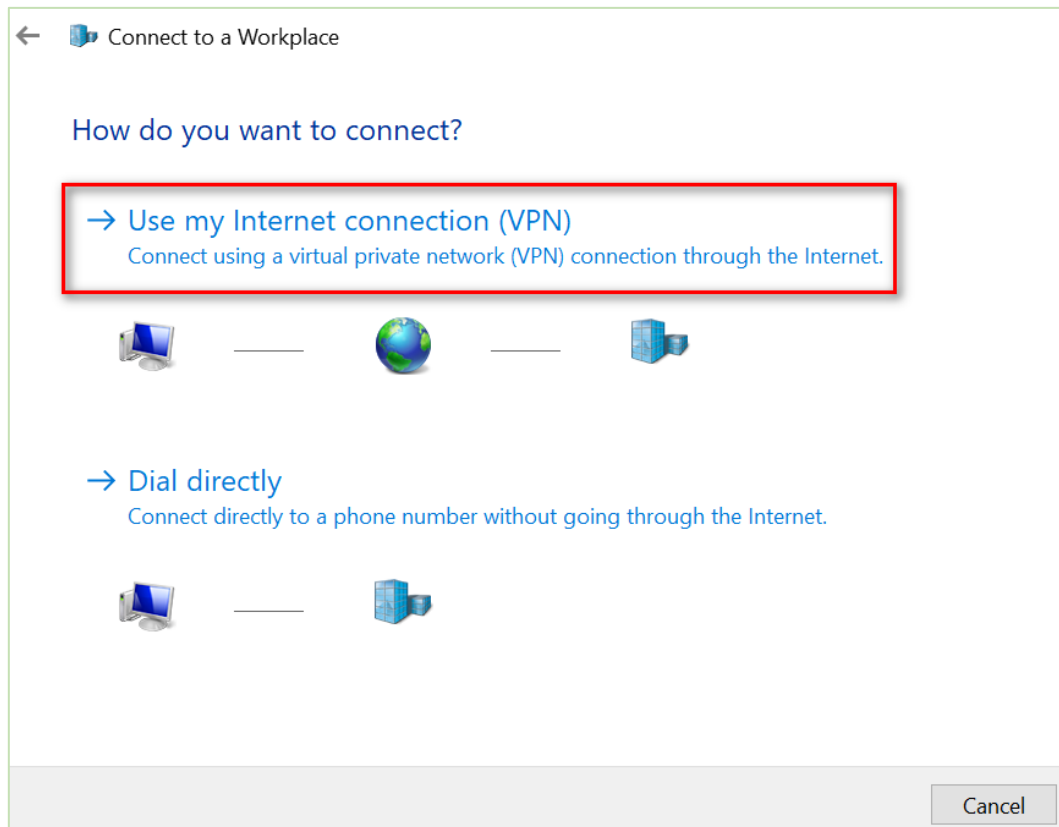 Connect to a Workplace
How do you want to connect?
Use my Internet connection (VPN)
Connect using a virtual private network (VPN) connection through the Internet.
Dial directly
Connect directly to a phone number without going through the Internet.
Cancel